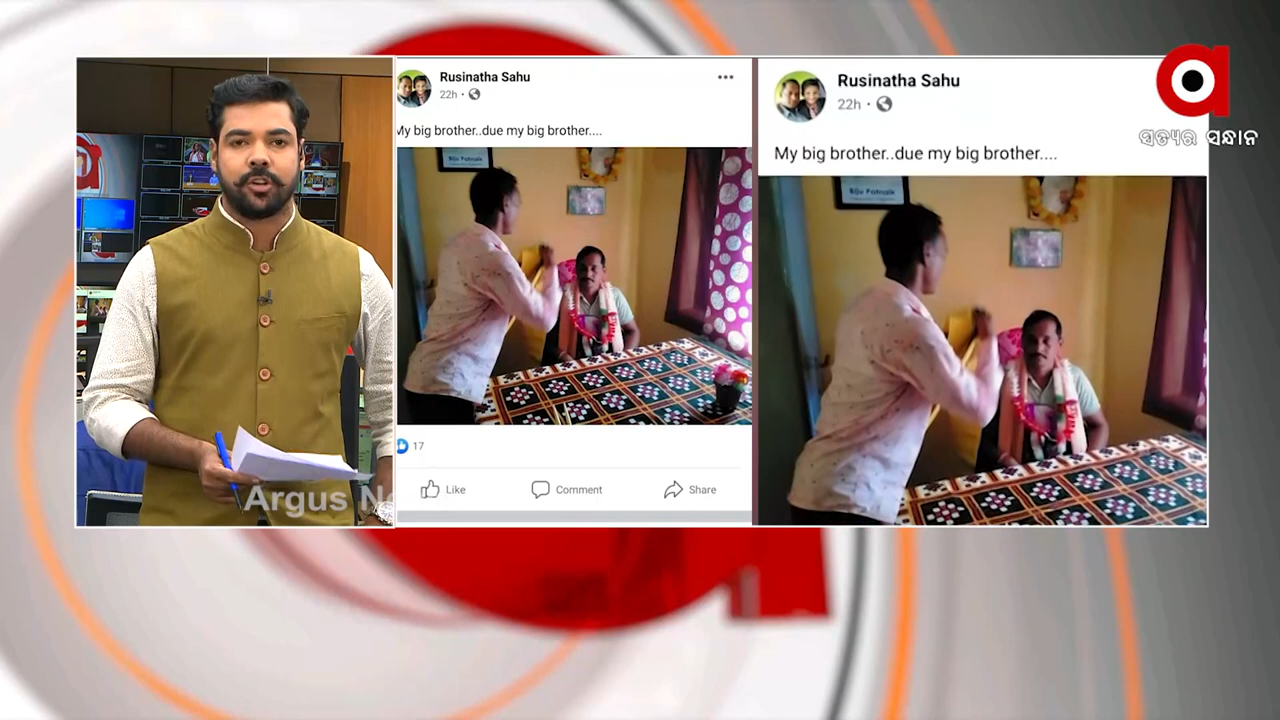 Rusinatha Sahu
22h
My big brother..due my big brother....
Biju Patnaik
17
Like
Comment
Share
Rusinatha Sahu
22h
My big brother..due my big brother....
Biju Patnaik
ସତ୍ୟର ସନ୍ଧାନ
Argus